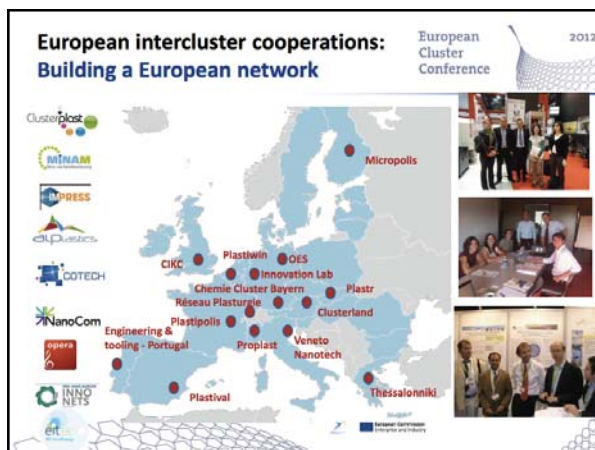 European intercluster cooperations:
Building a European network
European
Cluster
Conference
2012
Clusterplast
MINAM
IMPRESS
alplastics
COTECH
NanoCom
opera
INNO
NETS
Micropolis
CIKC
Plastiwin
OES
Innovation Lab
Chemie Cluster Bayern
Plastr
Réseau Plasturgie
Clusterland
Plastipolis
Engineering &
tooling - Portugal
Proplast
Veneto
Nanotech
Plastival
Thessalonniki
European Commission
Enterprise and Industry